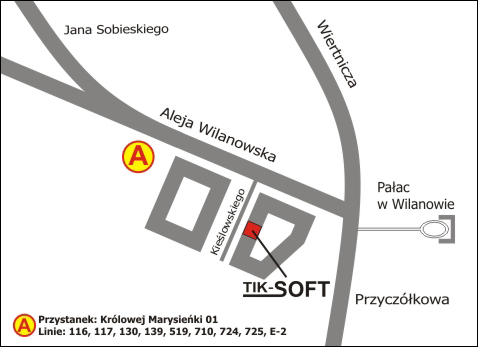 Jana Sobieskiego
Wiertnicza
Aleja Wilanowska
A
Kieślowskiego
Pałac
w Wilanowie
TIK-SOFT
Przyczółkowa
A
Przystanek: Królowej Marysieńki 01
Linie: 116, 117, 130, 139, 519, 710, 724, 725, E-2